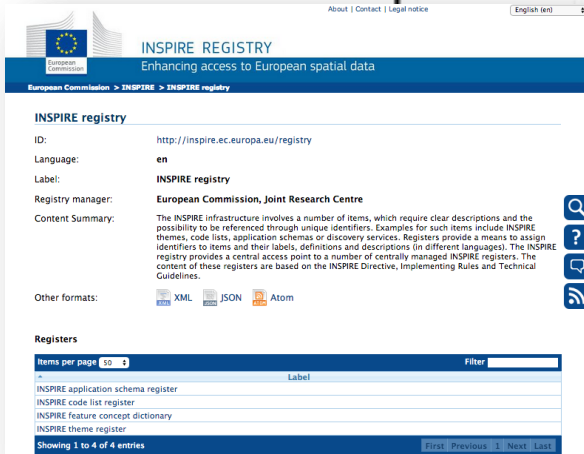 About | Contact | Legal notice
English (en)
European
Commission
INSPIRE REGISTRY
Enhancing access to European spatial data
European Commission > INSPIRE > INSPIRE registry
INSPIRE registry
ID: http://inspire.ec.europa.eu/registry
Language: en
Label: INSPIRE registry
Registry manager: European Commission, Joint Research Centre
Content Summary: The INSPIRE infrastructure involves a number of items, which require clear descriptions and the
possibility to be referenced through unique identifiers. Examples for such items include INSPIRE
themes, code lists, application schemas or discovery services. Registers provide a means to assign
identifiers to items and their labels, definitions and descriptions (in different languages). The INSPIRE
registry provides a central access point to a number of centrally managed INSPIRE registers. The
content of these registers are based on the INSPIRE Directive, Implementing Rules and Technical
Guidelines.
Other formats: XML JSON Atom
Registers
Items per page 50 Filter
Label
INSPIRE application schema register
INSPIRE code list register
INSPIRE feature concept dictionary
INSPIRE theme register
Showing 1 to 4 of 4 entries First Previous 1 Next Last